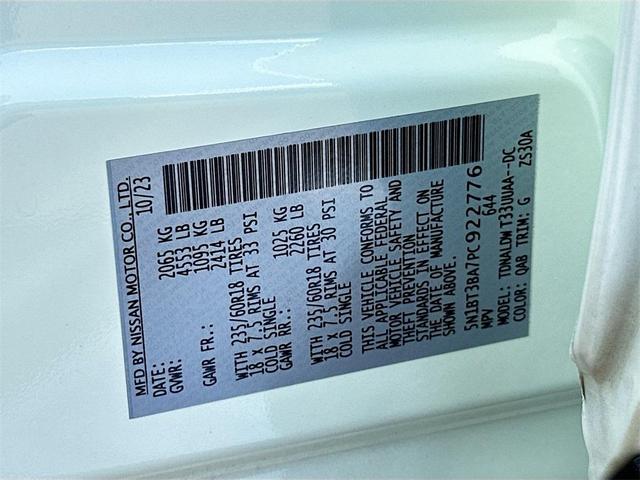 MFD BY NISSAN MOTOR CO., LTD.
DATE: 10/23
GVWR: 2065 KG
4553 LB
GAWR FR.: 1095 KG
2414 LB
WITH 235/60R18 TIRES
18 X 7.5 RIMS AT 33 PSI
COLD SINGLE
GAWR RR.: 1025 KG
2260 LB
WITH 235/60R18 TIRES
18 X 7.5 RIMS AT 30 PSI
COLD SINGLE
THIS VEHICLE CONFORMS TO
ALL APPLICABLE FEDERAL
MOTOR VEHICLE SAFETY AND
THEFT PREVENTION
STANDARDS IN EFFECT ON
THE DATE OF MANUFACTURE
SHOWN ABOVE.
5N1BT3BA7PC922776
MPV 644
MODEL: TDNALDW T33UUAA--DC
COLOR: QAB TRIM: G ZS30A